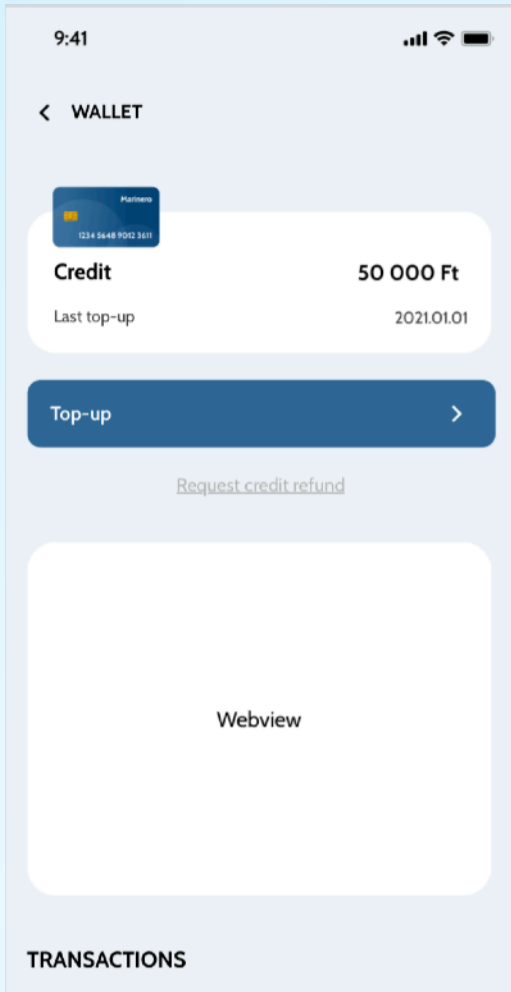 9:41
WALLET
Marinero
1234 5648 9012 3611
Credit 50 000 Ft
Last top-up 2021.01.01
Top-up
Request credit refund
Webview
TRANSACTIONS